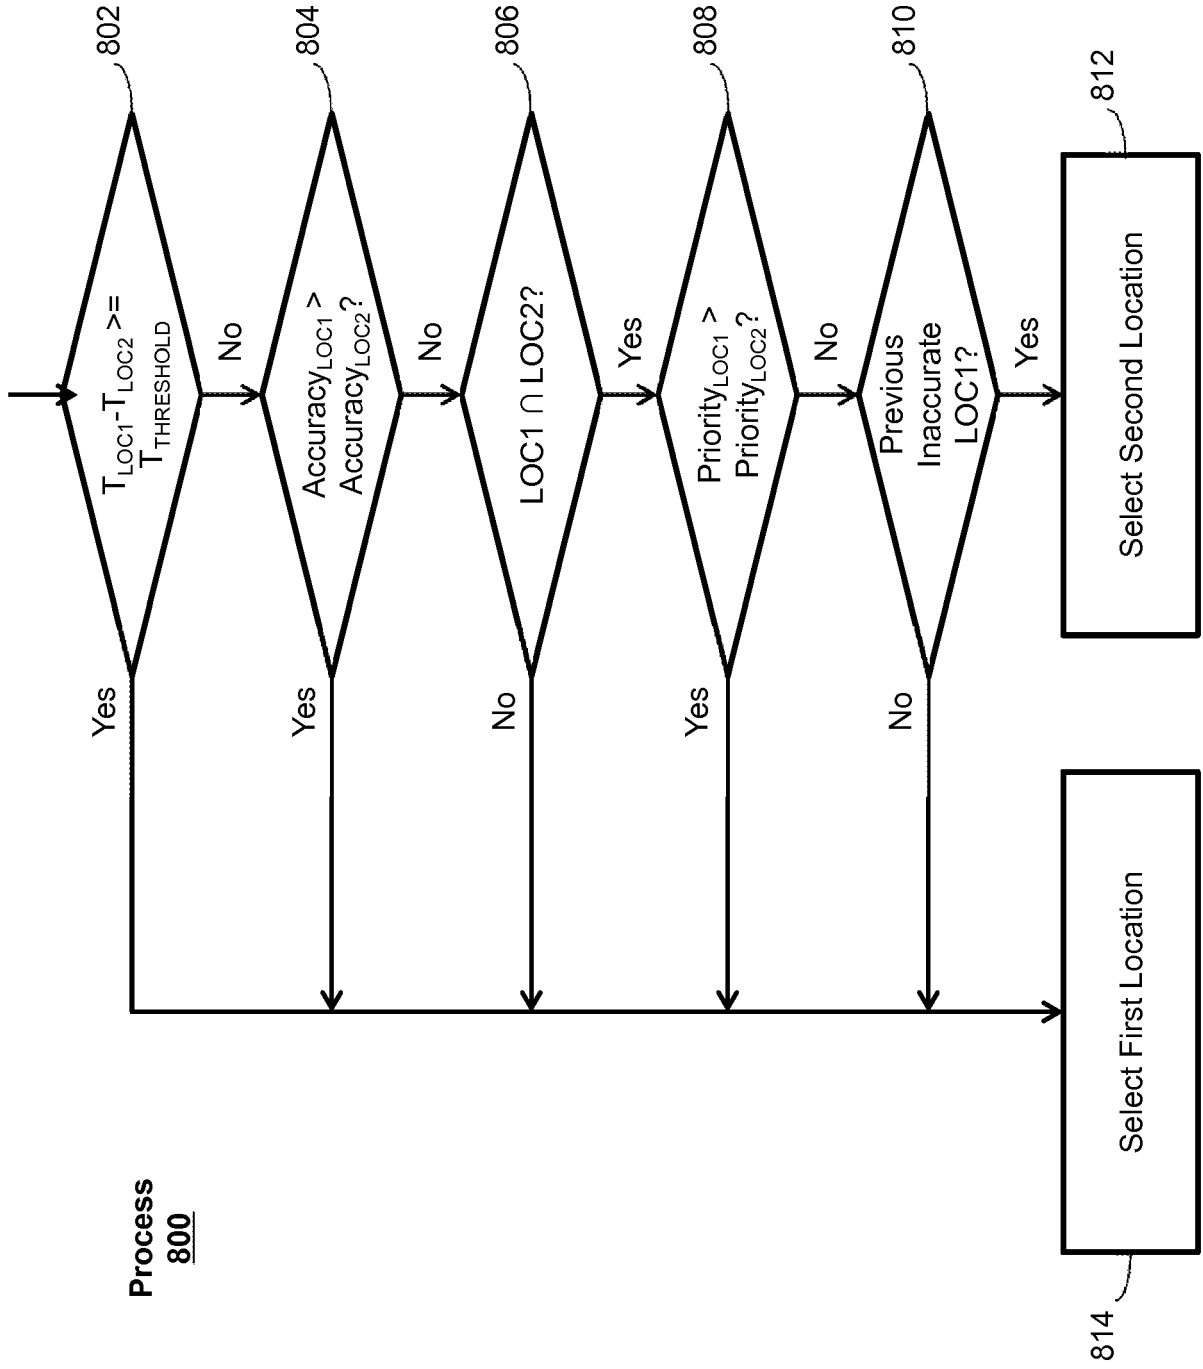 Process
800
802
T_LOC1-T_LOC2 >=
T_THRESHOLD
Yes
No
804
Accuracy_LOC1 >
Accuracy_LOC2?
Yes
No
806
LOC1 ∩ LOC2?
No
Yes
808
Priority_LOC1 >
Priority_LOC2?
Yes
No
810
Previous
Inaccurate
LOC1?
No
Yes
814
Select First Location
812
Select Second Location